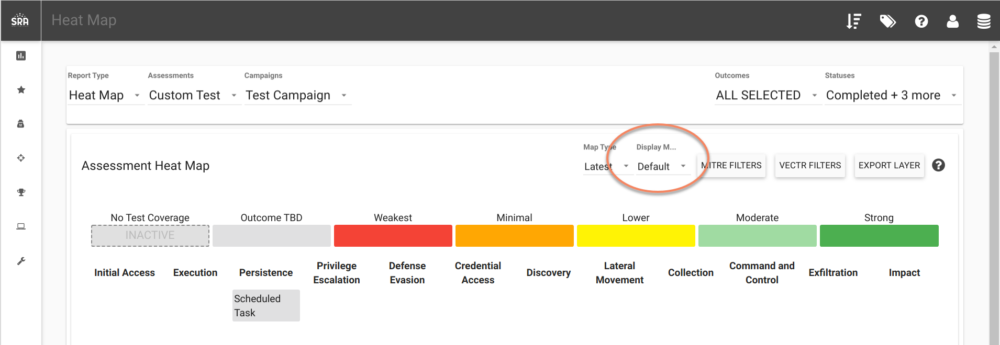 SRA
Heat Map
Report Type
Assessments
Campaigns
Outcomes
Statuses
Heat Map
Custom Test
Test Campaign
ALL SELECTED
Completed + 3 more
Map Type
Display M...
Assessment Heat Map
Latest
Default
MITRE FILTERS
VECTR FILTERS
EXPORT LAYER
No Test Coverage
Outcome TBD
Weakest
Minimal
Lower
Moderate
Strong
INACTIVE
Initial Access
Execution
Persistence
Privilege
Escalation
Defense
Evasion
Credential
Access
Discovery
Lateral
Movement
Collection
Command and
Control
Exfiltration
Impact
Scheduled
Task